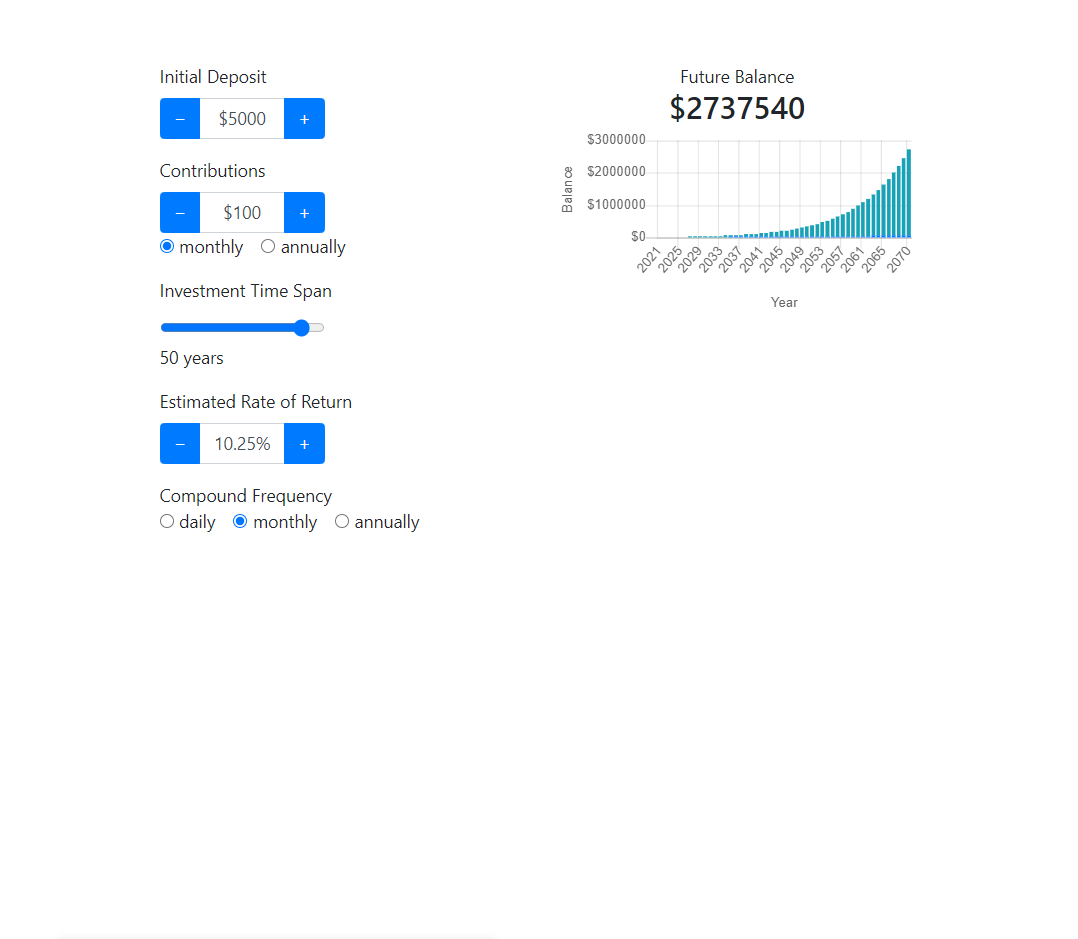 Initial Deposit
− $5000 +
Contributions
− $100 +
monthly annually
Investment Time Span
50 years
Estimated Rate of Return
− 10.25% +
Compound Frequency
daily monthly annually
Future Balance
$2737540
$3000000
$2000000
$1000000
$0
Balance
2021 2025 2029 2033 2037 2041 2045 2049 2053 2057 2061 2065 2070
Year